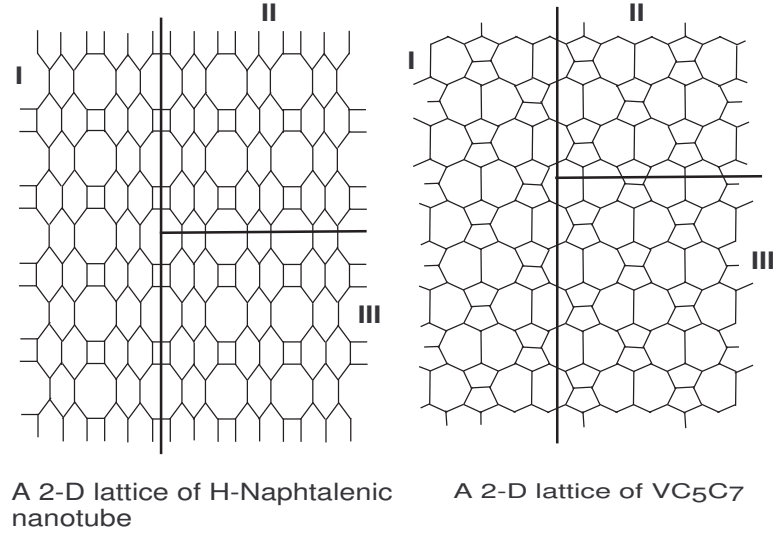 II
II
I
I
III
III
A 2-D lattice of H-Naphtalenic
nanotube
A 2-D lattice of VC5C7